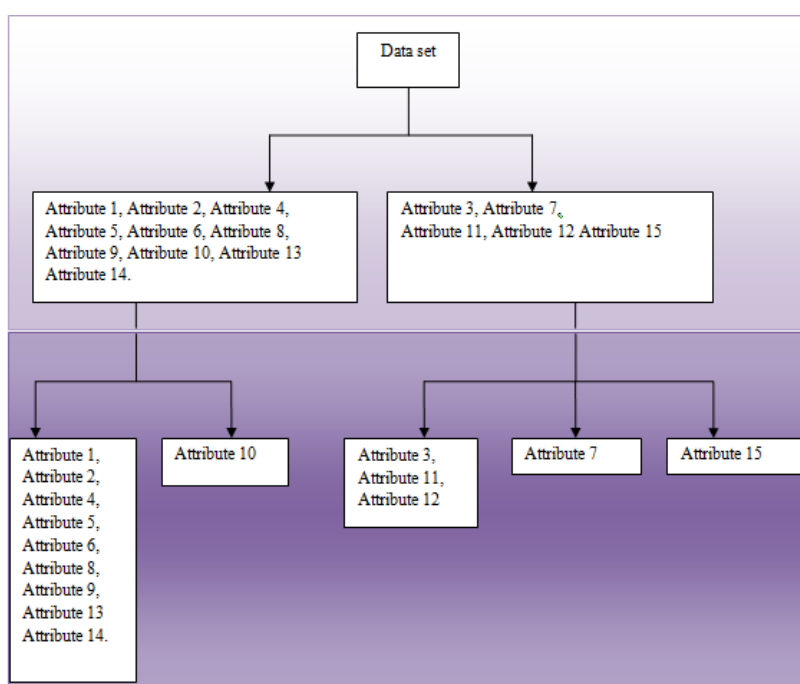 Data set
Attribute 1, Attribute 2, Attribute 4,
Attribute 5, Attribute 6, Attribute 8,
Attribute 9, Attribute 10, Attribute 13
Attribute 14.
Attribute 3, Attribute 7,
Attribute 11, Attribute 12 Attribute 15
Attribute 1,
Attribute 2,
Attribute 4,
Attribute 5,
Attribute 6,
Attribute 8,
Attribute 9,
Attribute 13
Attribute 14.
Attribute 10
Attribute 3,
Attribute 11,
Attribute 12
Attribute 7
Attribute 15